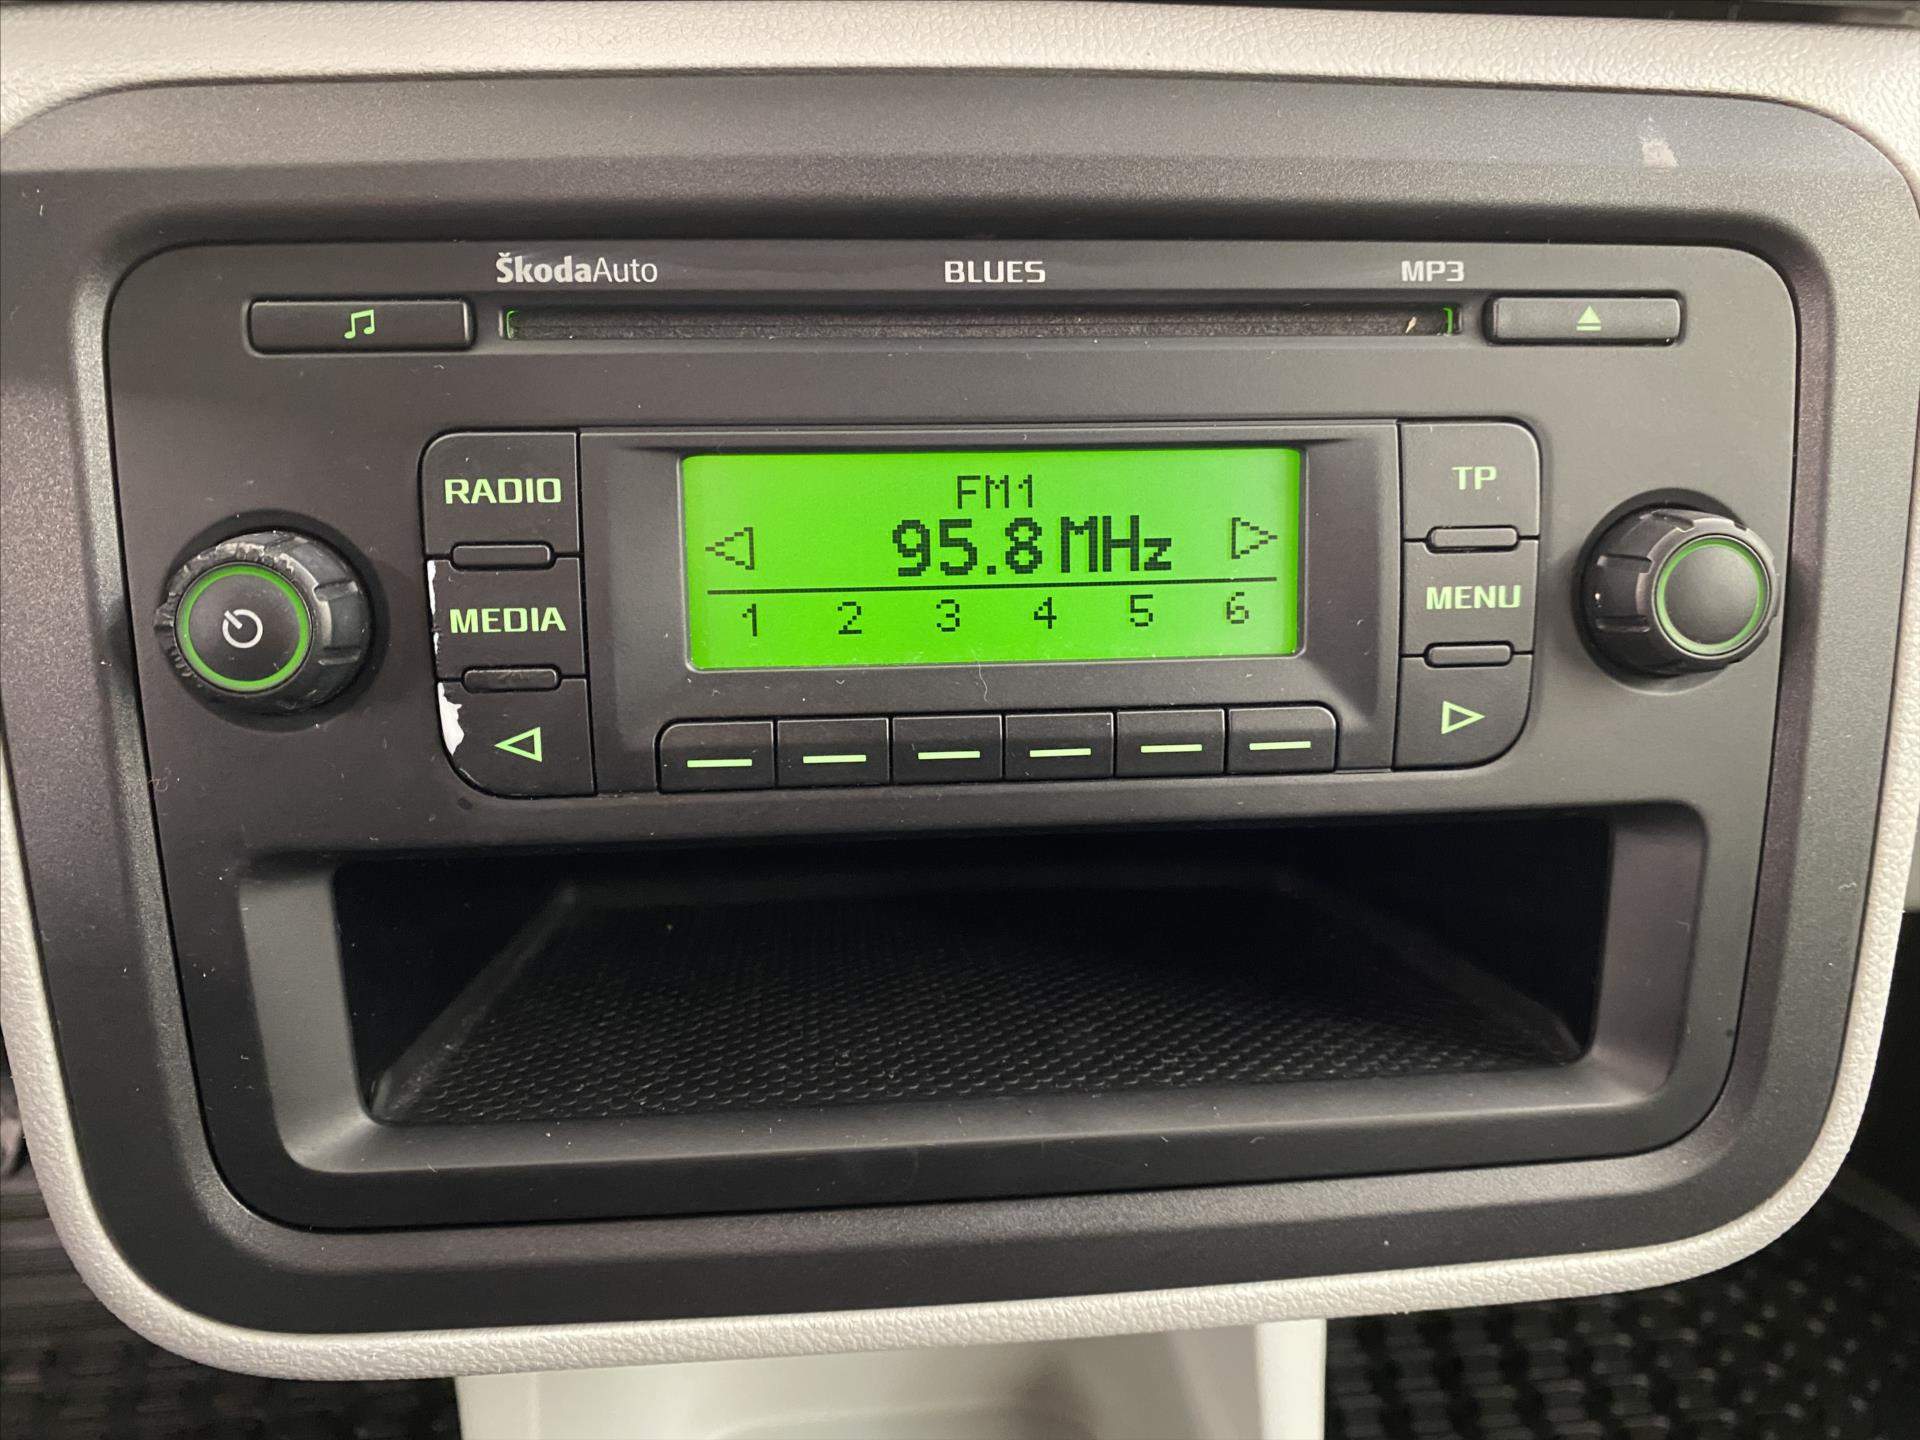 ŠkodaAuto BLUES MP3
RADIO
MEDIA
FM1
95.8 MHz
1 2 3 4 5 6
TP
MENU